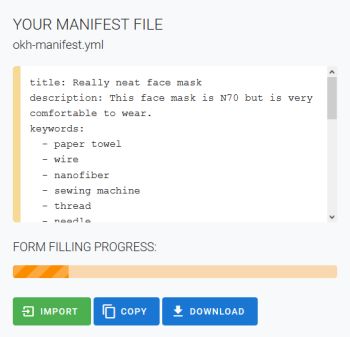 YOUR MANIFEST FILE
okh-manifest.yml
title: Really neat face mask
description: This face mask is N70 but is very
comfortable to wear.
keywords:
- paper towel
- wire
- nanofiber
- sewing machine
- thread
- needle
FORM FILLING PROGRESS:
IMPORT COPY DOWNLOAD